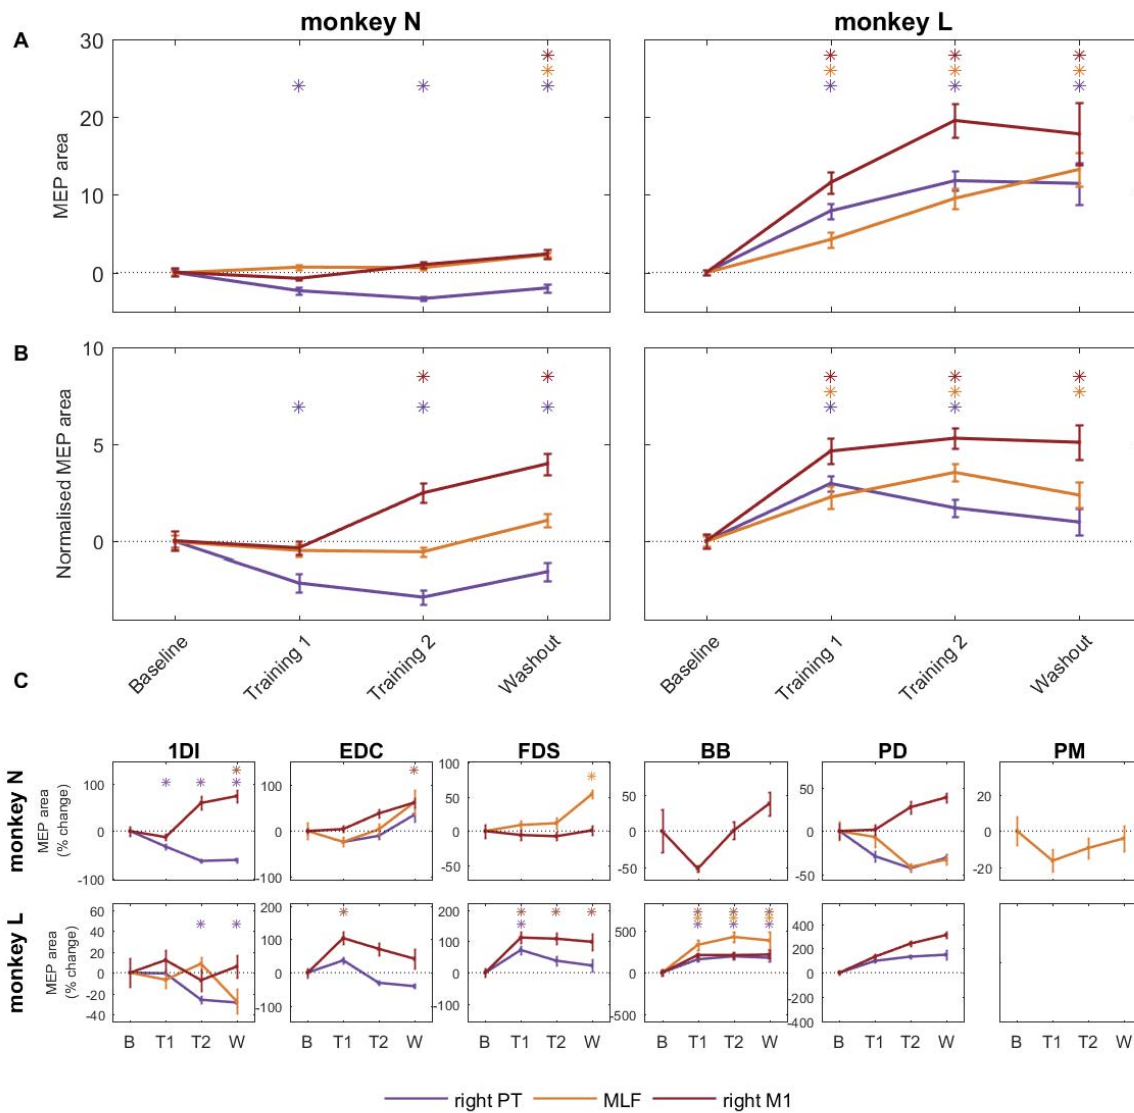 monkey N monkey L
A
30
20
10
0
MEP area
B
10
5
0
Normalised MEP area
Baseline Training 1 Training 2 Washout Baseline Training 1 Training 2 Washout
C
1DI EDC FDS BB PD PM
monkey N
MEP area
(% change)
100 100 100 50 50 20
0 0 50 0 0 0
-100 -100 0 -50 -50 -20
-50
monkey L
MEP area
(% change)
60 200 200 500 400
40 100 100 0 200
20 0 0 -500 0
0 -100 -100 -200
-20 -400
-40
B T1 T2 W B T1 T2 W B T1 T2 W B T1 T2 W B T1 T2 W B T1 T2 W
right PT MLF right M1